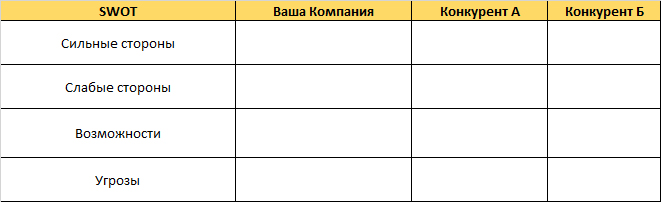 SWOT Ваша Компания Конкурент А Конкурент Б
Сильные стороны
Слабые стороны
Возможности
Угрозы